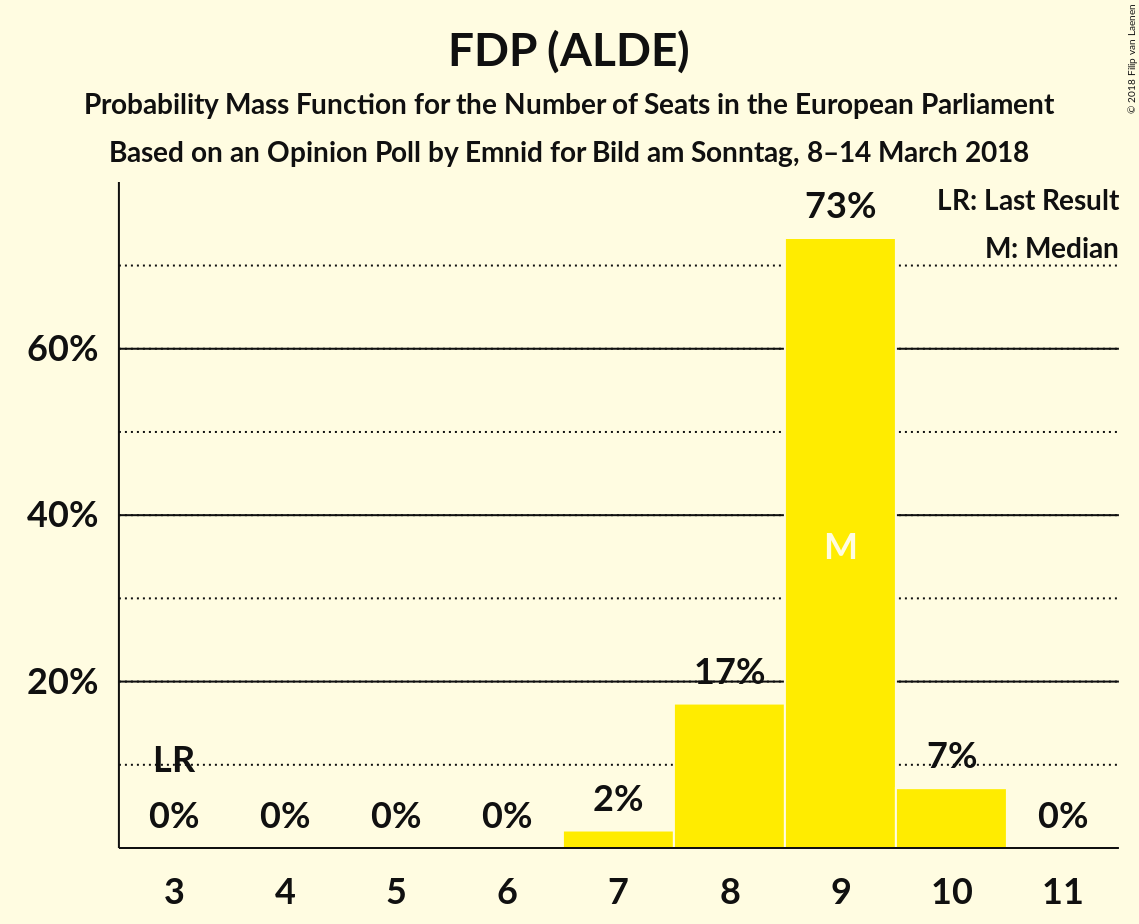 FDP (ALDE)
Probability Mass Function for the Number of Seats in the European Parliament
Based on an Opinion Poll by Emnid for Bild am Sonntag, 8–14 March 2018
© 2018 Filip van Laenen
LR: Last Result
M: Median
73%
60%
40%
M
20%
17%
LR
7%
2%
0% 0% 0% 0% 0%
3 4 5 6 7 8 9 10 11